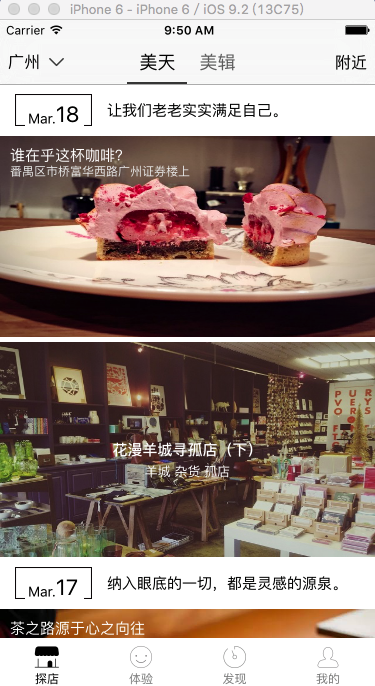 iPhone 6 - iPhone 6 / iOS 9.2 (13C75)
Carrier 9:50 AM
广州 美天 美辑 附近
Mar.18 让我们老老实实满足自己。
谁在乎这杯咖啡?
番禺区市桥富华西路广州证券楼上
PURYS
花漫羊城寻孤店（下）
羊城 杂货 孤店
Mar.17 纳入眼底的一切，都是灵感的源泉。
茶之路源于心之向往
探店 体验 发现 我的